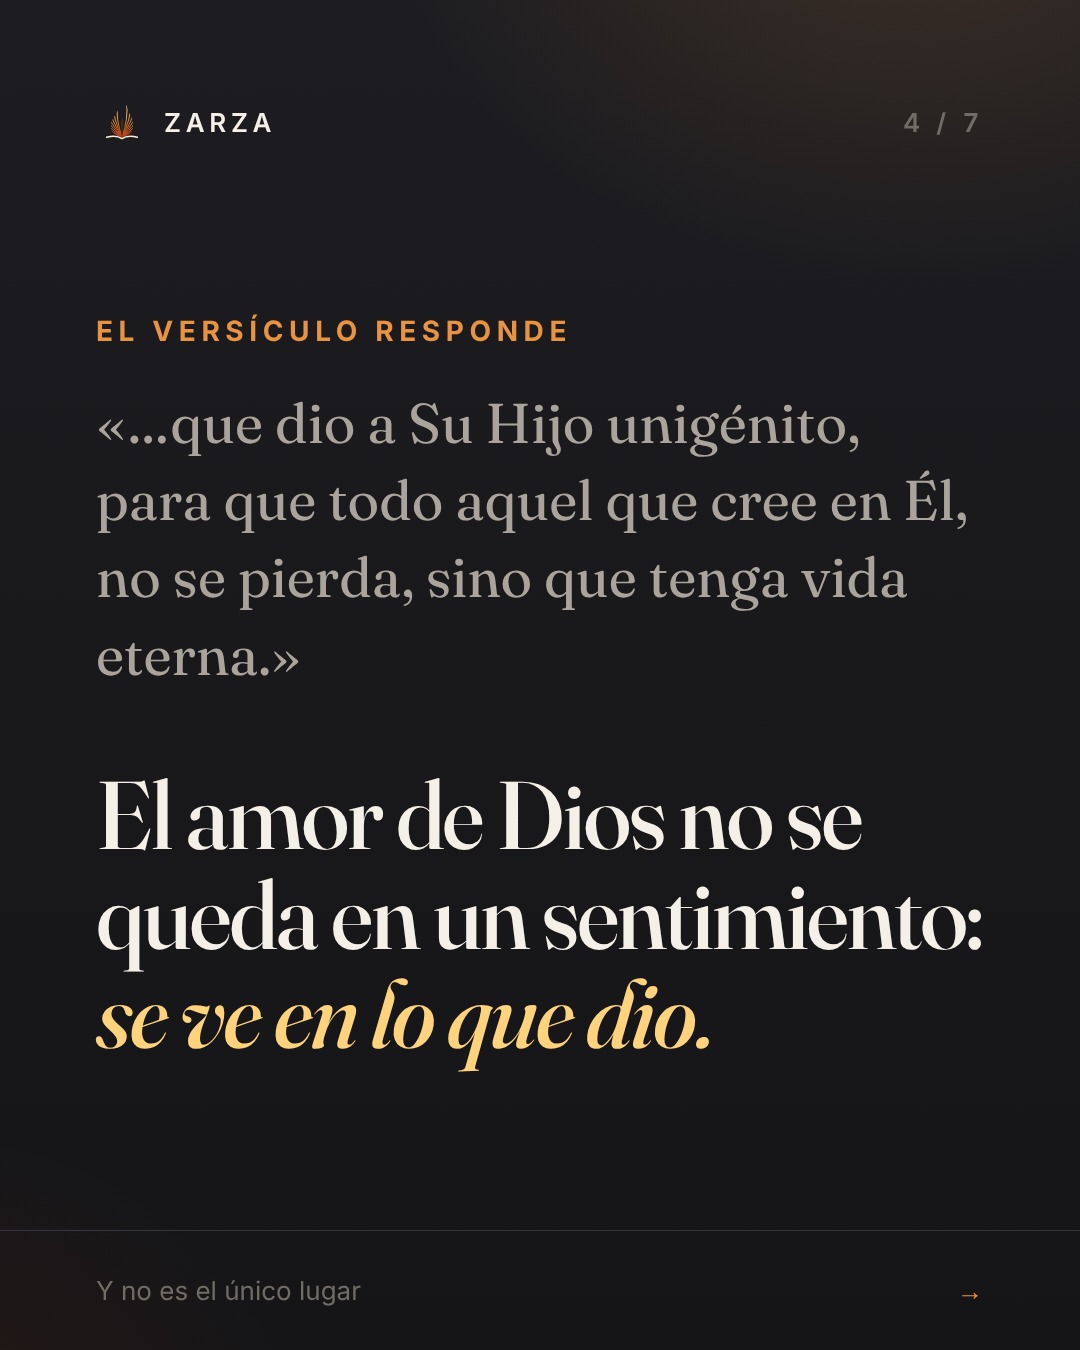 ZARZA
4 / 7
EL VERSÍCULO RESPONDE
«...que dio a Su Hijo unigénito,
para que todo aquel que cree en Él,
no se pierda, sino que tenga vida
eterna.»
El amor de Dios no se
queda en un sentimiento:
se ve en lo que dio.
Y no es el único lugar
→